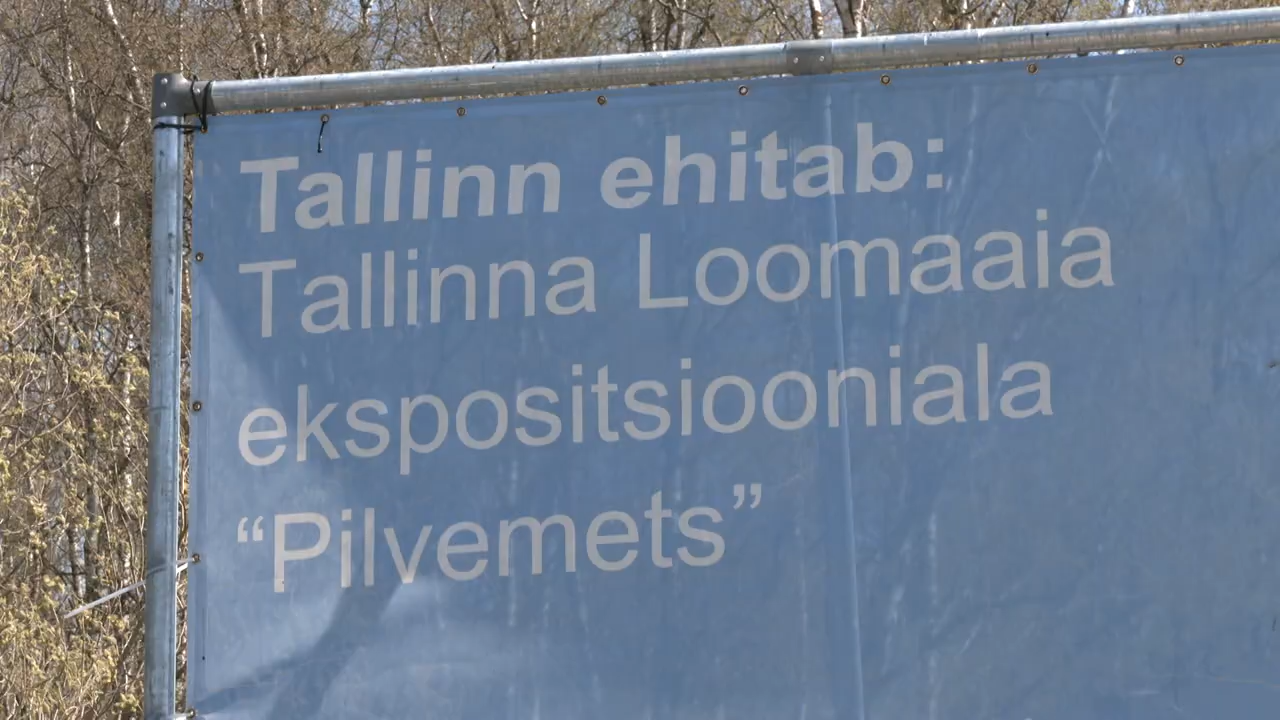 Tallinn ehitab:
Tallinna Loomaaia
ekspositsiooniala
“Pilvemets”